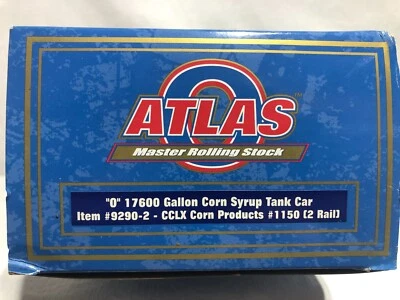 ATLAS
O
Master Rolling Stock
"O" 17600 Gallon Corn Syrup Tank Car
Item #9290-2 - CCLX Corn Products #1150 (2 Rail)